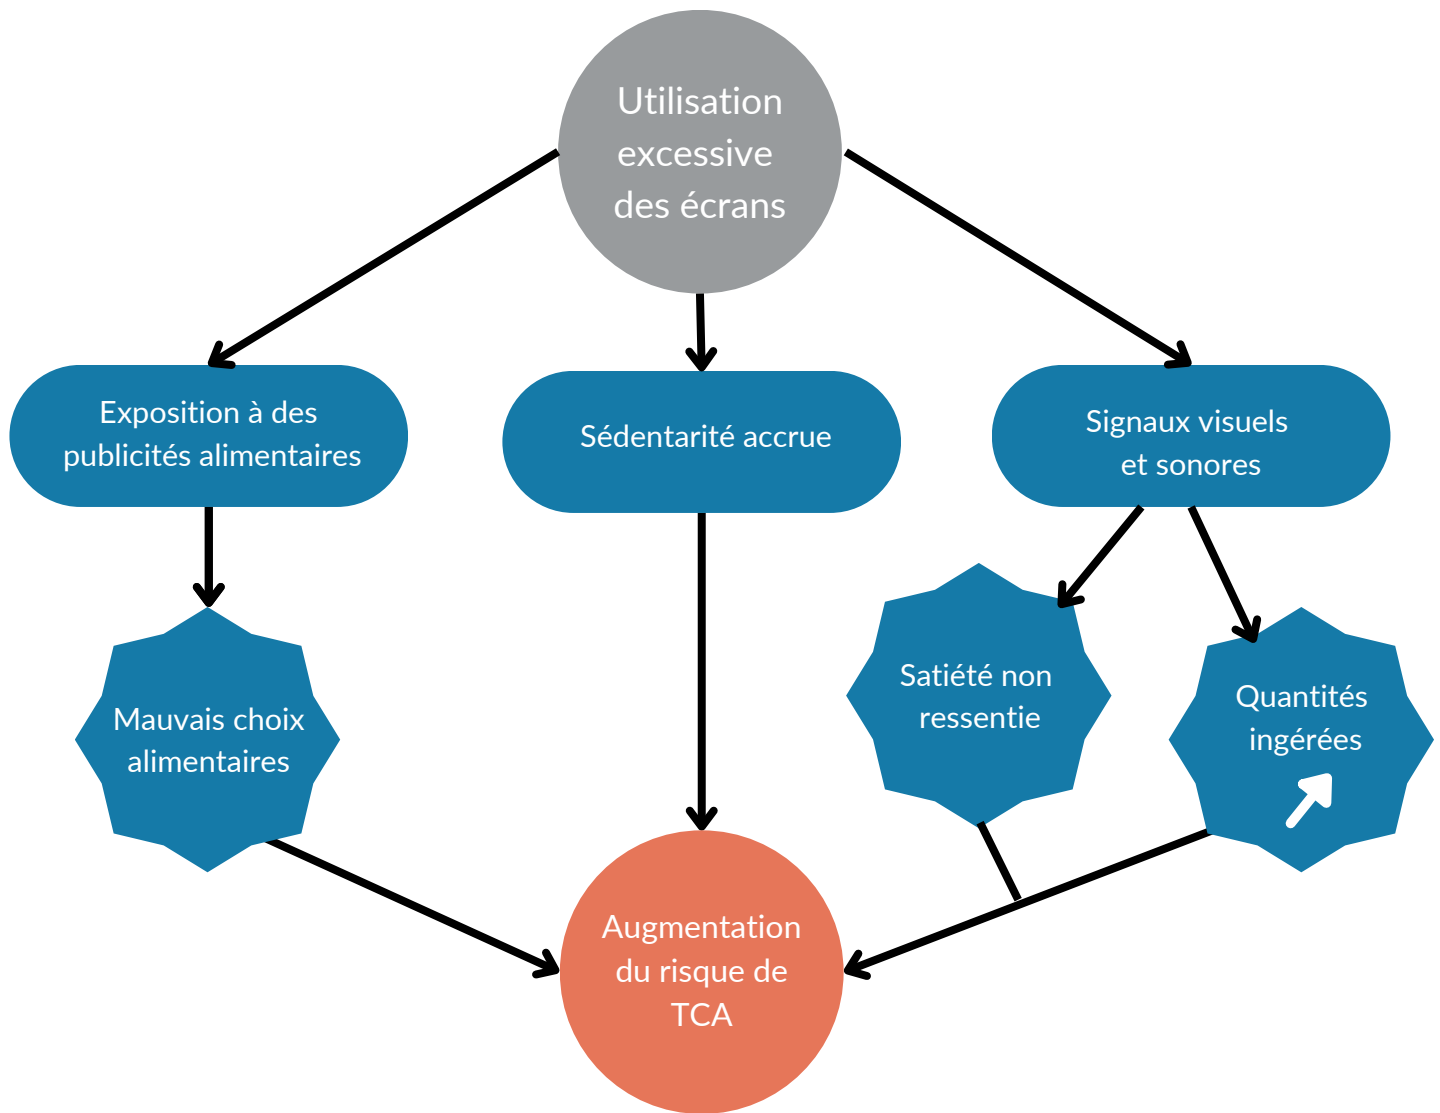 Utilisation
excessive
des écrans
Exposition à des
publicités alimentaires
Sédentarité accrue
Signaux visuels
et sonores
Mauvais choix
alimentaires
Satiété non
ressentie
Quantités
ingérées
Augmentation
du risque de
TCA